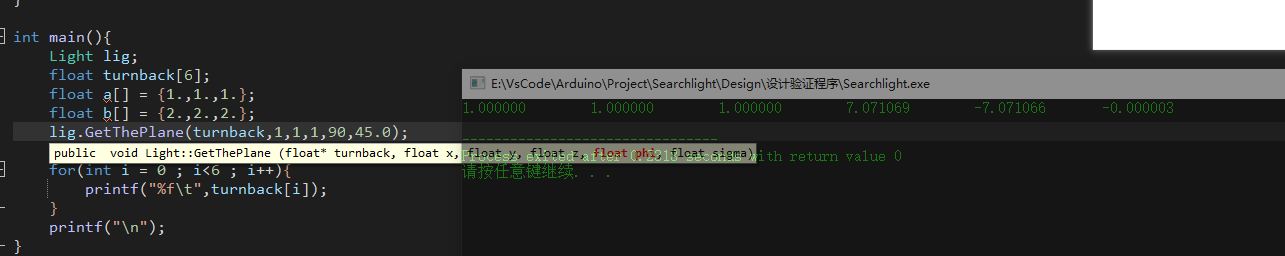 }
int main(){
Light lig;
float turnback[6];
float a[] = {1.,1.,1.};
float b[] = {2.,2.,2.};
lig.GetThePlane(turnback,1,1,1,90,45.0);
public void Light::GetThePlane (float* turnback, float x, float y, float z, float phi, float sigma)
for(int i = 0 ; i<6 ; i++){
printf("%f\t",turnback[i]);
}
printf("\n");
}
E:\VsCode\Arduino\Project\Searchlight\Design\设计验证程序\Searchlight.exe
1.000000 1.000000 1.000000 7.071069 -7.071066 -0.000003
--------------------------------
Process exited after seconds with return value 0
请按任意键继续. . .